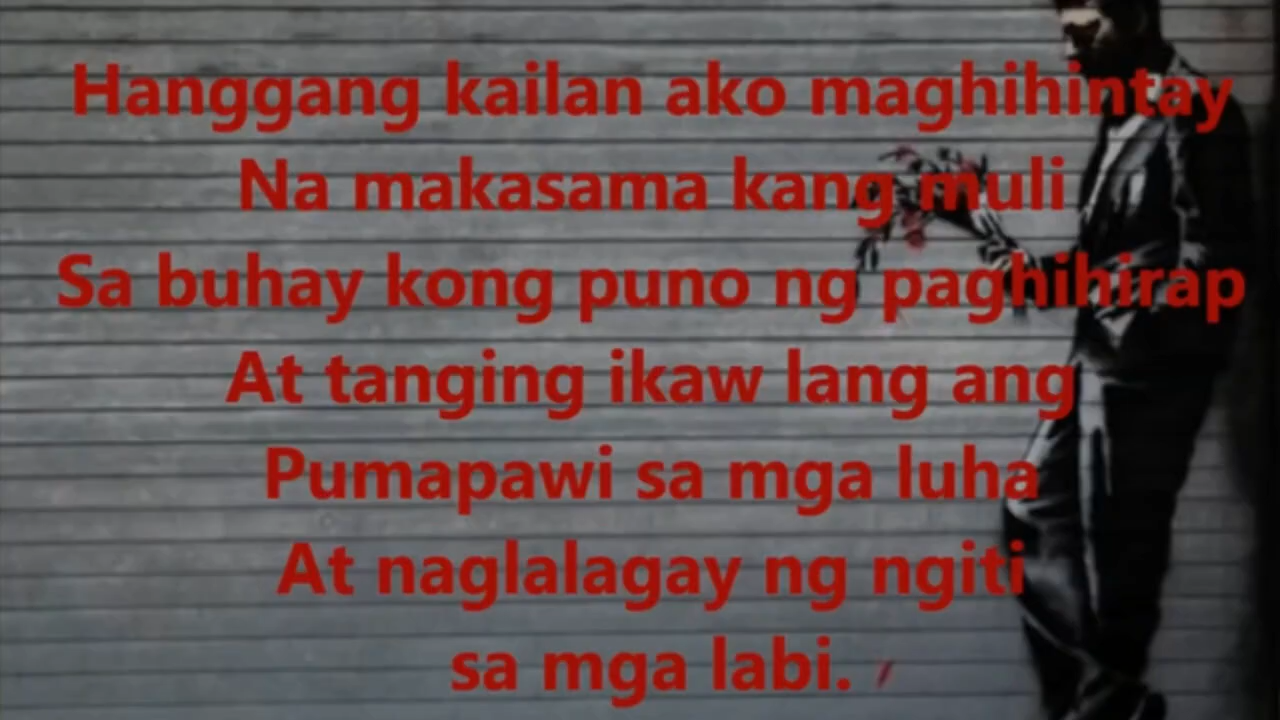 Hanggang kailan ako maghihintay
Na makasama kang muli
Sa buhay kong puno ng paghihirap
At tanging ikaw lang ang
Pumapawi sa mga luha
At naglalagay ng ngiti
sa mga labi.